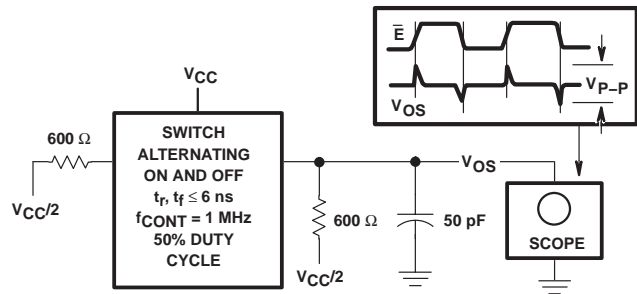 E
V_OS
V_P–P
V_CC
600 Ω
V_CC/2
SWITCH
ALTERNATING
ON AND OFF
t_r, t_f ≤ 6 ns
f_CONT = 1 MHz
50% DUTY
CYCLE
V_OS
600 Ω
50 pF
V_CC/2
SCOPE